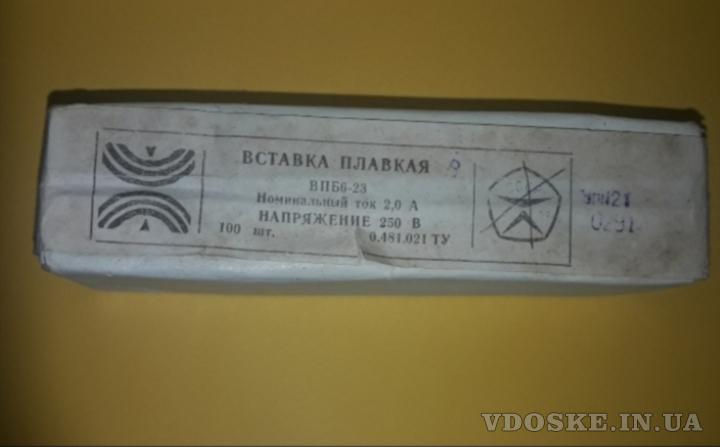 ВСТАВКА ПЛАВКАЯ
ВПБ6-23
Номинальный ток 2,0 А
НАПРЯЖЕНИЕ 250 В
100 шт.
0.481.021 ТУ
0291
VDOSKE.IN.UA